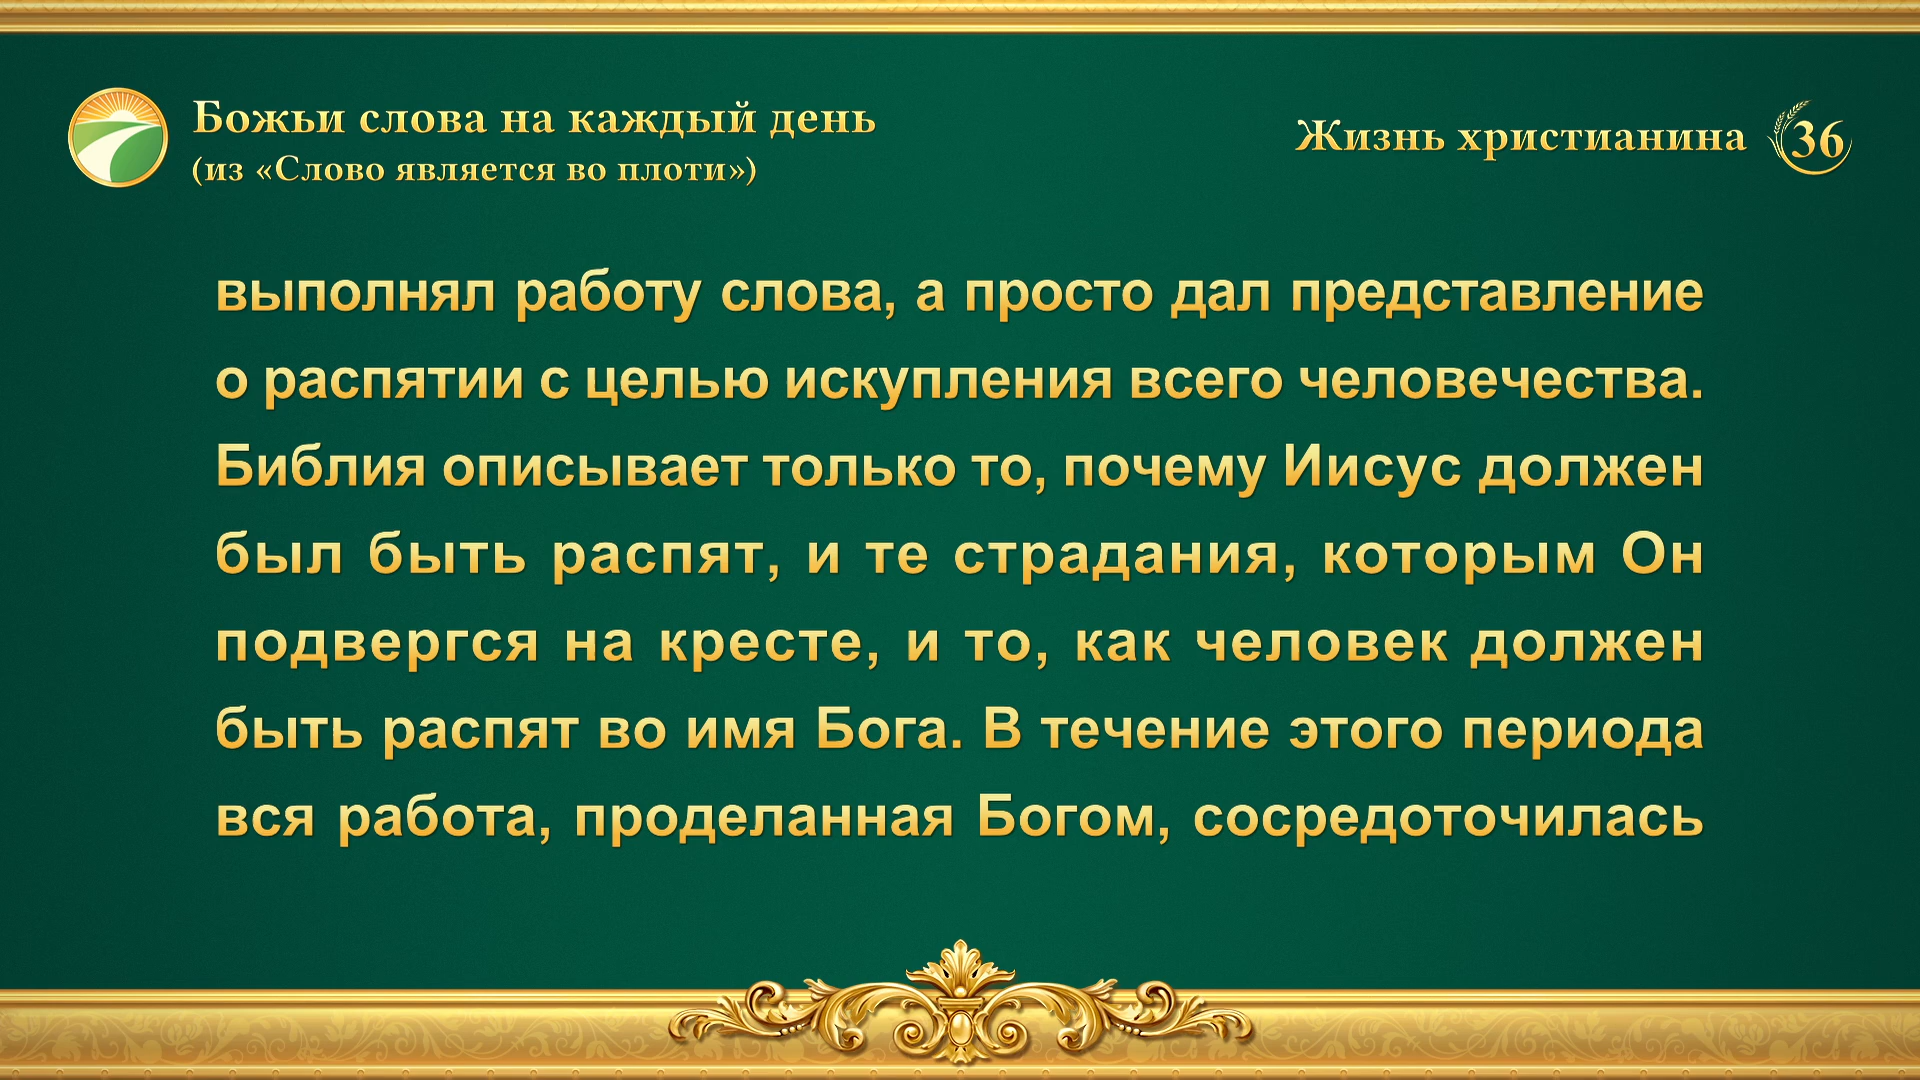 Божьи слова на каждый день
(из «Слово является во плоти»)
Жизнь христианина 36
выполнял работу слова, а просто дал представление
о распятии с целью искупления всего человечества.
Библия описывает только то, почему Иисус должен
был быть распят, и те страдания, которым Он
подвергся на кресте, и то, как человек должен
быть распят во имя Бога. В течение этого периода
вся работа, проделанная Богом, сосредоточилась